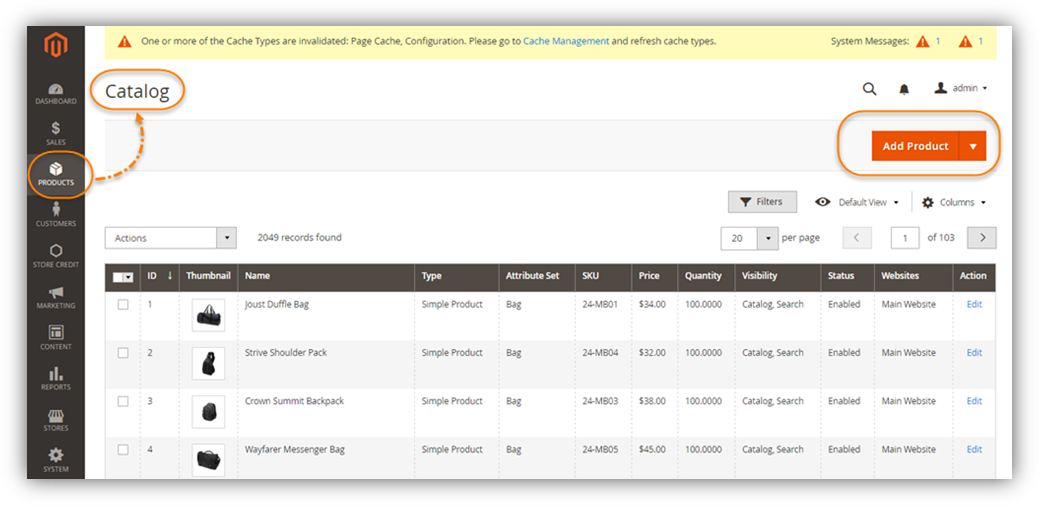 One or more of the Cache Types are invalidated: Page Cache, Configuration. Please go to Cache Management and refresh cache types. System Messages: 1 1
Catalog
admin
DASHBOARD
SALES
PRODUCTS
CUSTOMERS
STORE CREDIT
MARKETING
CONTENT
REPORTS
STORES
SYSTEM
Add Product
Filters Default View Columns
Actions 2049 records found 20 per page 1 of 103
ID ↓ Thumbnail Name Type Attribute Set SKU Price Quantity Visibility Status Websites Action
1 Joust Duffle Bag Simple Product Bag 24-MB01 $34.00 100.0000 Catalog, Search Enabled Main Website Edit
2 Strive Shoulder Pack Simple Product Bag 24-MB04 $32.00 100.0000 Catalog, Search Enabled Main Website Edit
3 Crown Summit Backpack Simple Product Bag 24-MB03 $38.00 100.0000 Catalog, Search Enabled Main Website Edit
4 Wayfarer Messenger Bag Simple Product Bag 24-MB05 $45.00 100.0000 Catalog, Search Enabled Main Website Edit